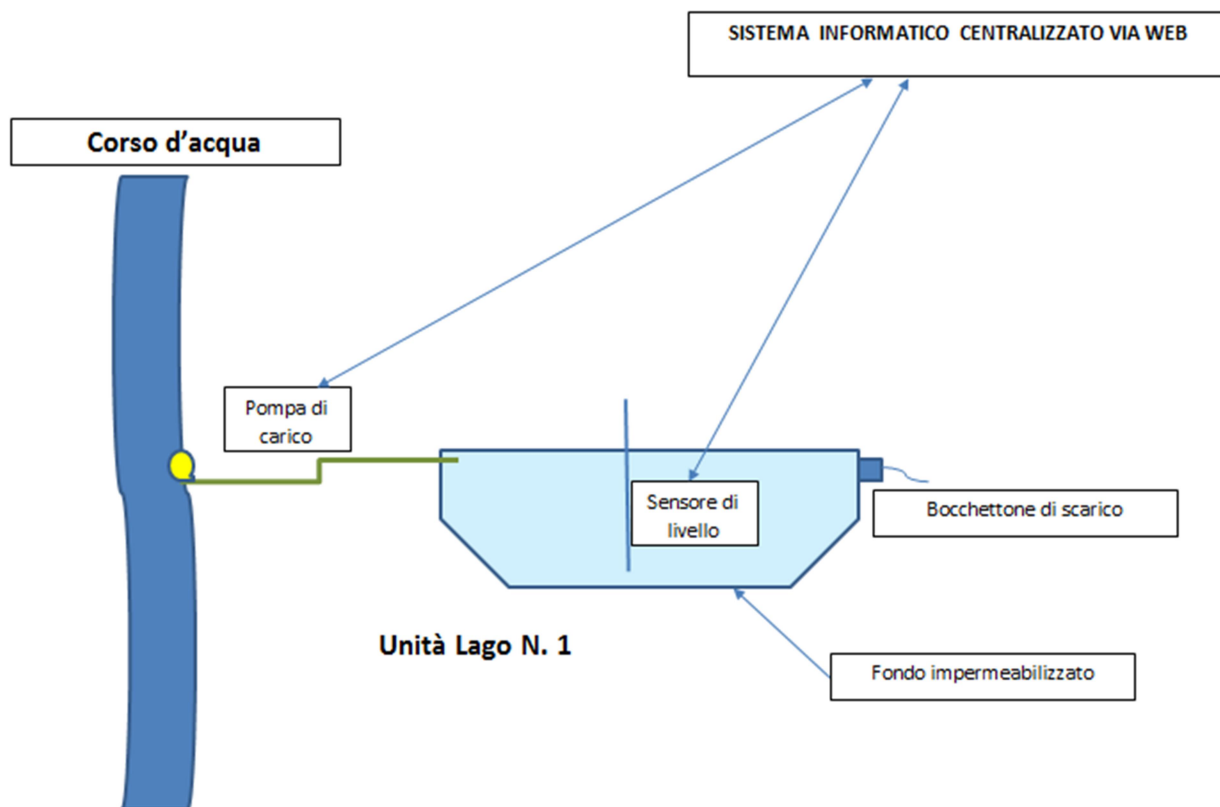 SISTEMA INFORMATICO CENTRALIZZATO VIA WEB
Corso d’acqua
Pompa di
carico
Sensore di
livello
Bocchettone di scarico
Unità Lago N. 1
Fondo impermeabilizzato